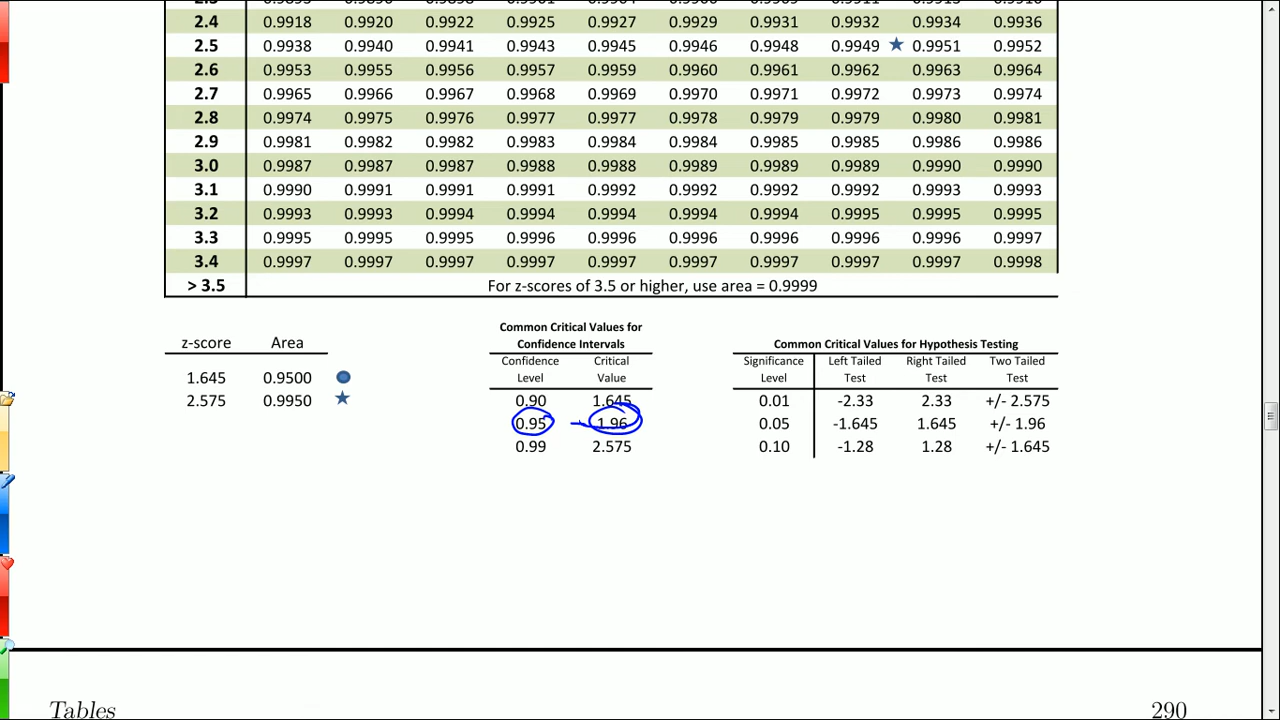 2.4 0.9918 0.9920 0.9922 0.9925 0.9927 0.9929 0.9931 0.9932 0.9934 0.9936
2.5 0.9938 0.9940 0.9941 0.9943 0.9945 0.9946 0.9948 0.9949 ★ 0.9951 0.9952
2.6 0.9953 0.9955 0.9956 0.9957 0.9959 0.9960 0.9961 0.9962 0.9963 0.9964
2.7 0.9965 0.9966 0.9967 0.9968 0.9969 0.9970 0.9971 0.9972 0.9973 0.9974
2.8 0.9974 0.9975 0.9976 0.9977 0.9977 0.9978 0.9979 0.9979 0.9980 0.9981
2.9 0.9981 0.9982 0.9982 0.9983 0.9984 0.9984 0.9985 0.9985 0.9986 0.9986
3.0 0.9987 0.9987 0.9987 0.9988 0.9988 0.9989 0.9989 0.9989 0.9990 0.9990
3.1 0.9990 0.9991 0.9991 0.9991 0.9992 0.9992 0.9992 0.9992 0.9993 0.9993
3.2 0.9993 0.9993 0.9994 0.9994 0.9994 0.9994 0.9994 0.9995 0.9995 0.9995
3.3 0.9995 0.9995 0.9995 0.9996 0.9996 0.9996 0.9996 0.9996 0.9996 0.9997
3.4 0.9997 0.9997 0.9997 0.9997 0.9997 0.9997 0.9997 0.9997 0.9997 0.9998
> 3.5 For z-scores of 3.5 or higher, use area = 0.9999
z-score Area
1.645 0.9500
2.575 0.9950 ★
Common Critical Values for
Confidence Intervals
Confidence Critical
Level Value
0.90 1.645
0.95 1.96
0.99 2.575
Common Critical Values for Hypothesis Testing
Significance Left Tailed Right Tailed Two Tailed
Level Test Test Test
0.01 -2.33 2.33 +/- 2.575
0.05 -1.645 1.645 +/- 1.96
0.10 -1.28 1.28 +/- 1.645
Tables 290